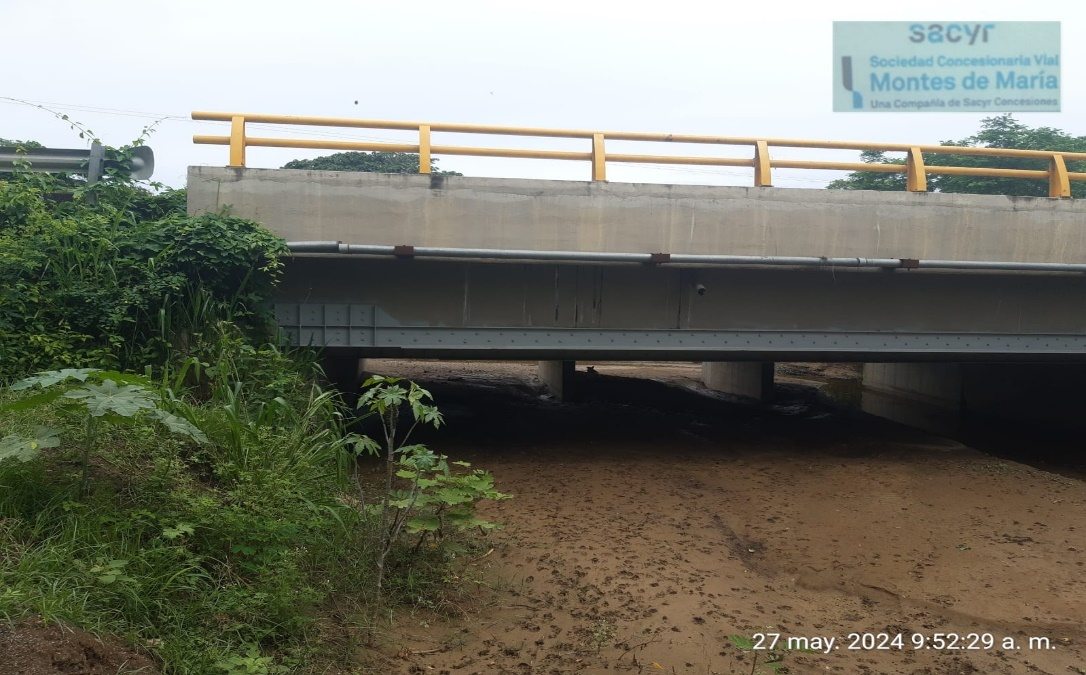 sacyr
Sociedad Concesionaria Vial
Montes de María
Una Compañía de Sacyr Concesiones
27 may. 2024 9:52:29 a. m.